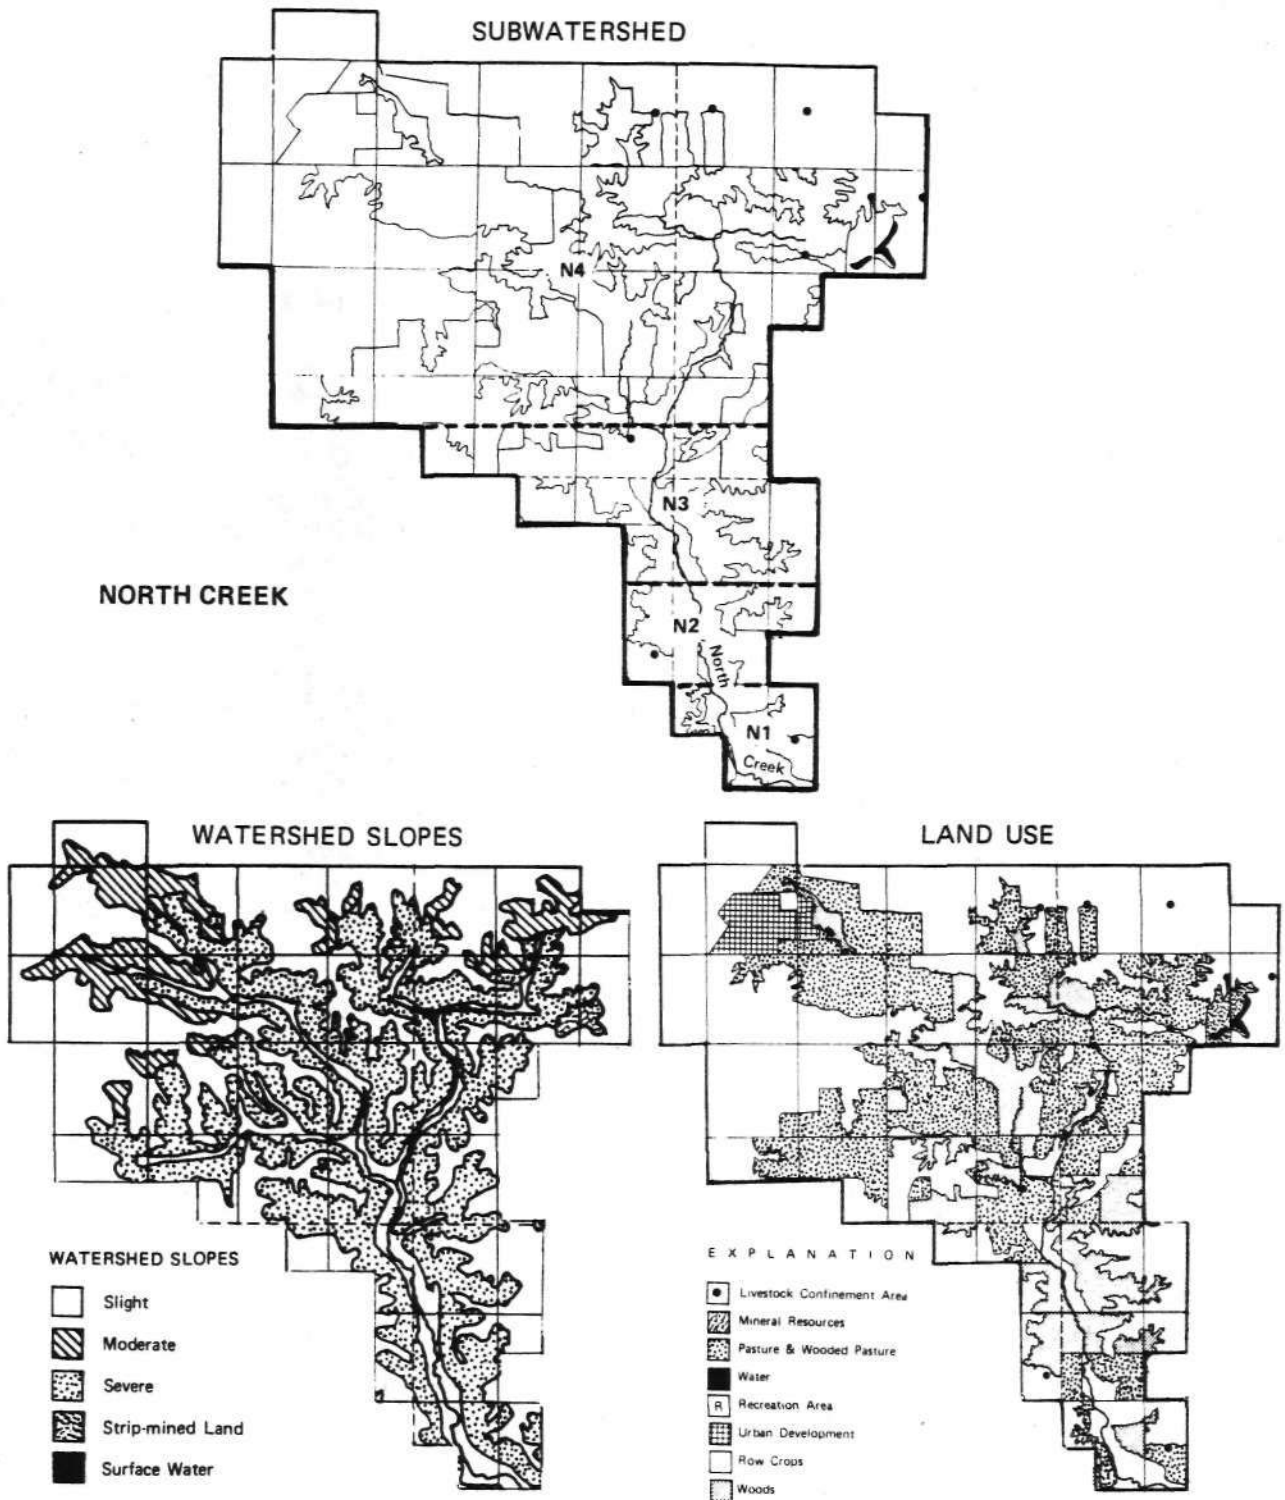 SUBWATERSHED
N4
N3
NORTH CREEK
N2
North
N1
Creek
WATERSHED SLOPES
LAND USE
WATERSHED SLOPES
Slight
Moderate
Severe
Strip-mined Land
Surface Water
EXPLANATION
Livestock Confinement Area
Mineral Resources
Pasture & Wooded Pasture
Water
R Recreation Area
Urban Development
Row Crops
Woods